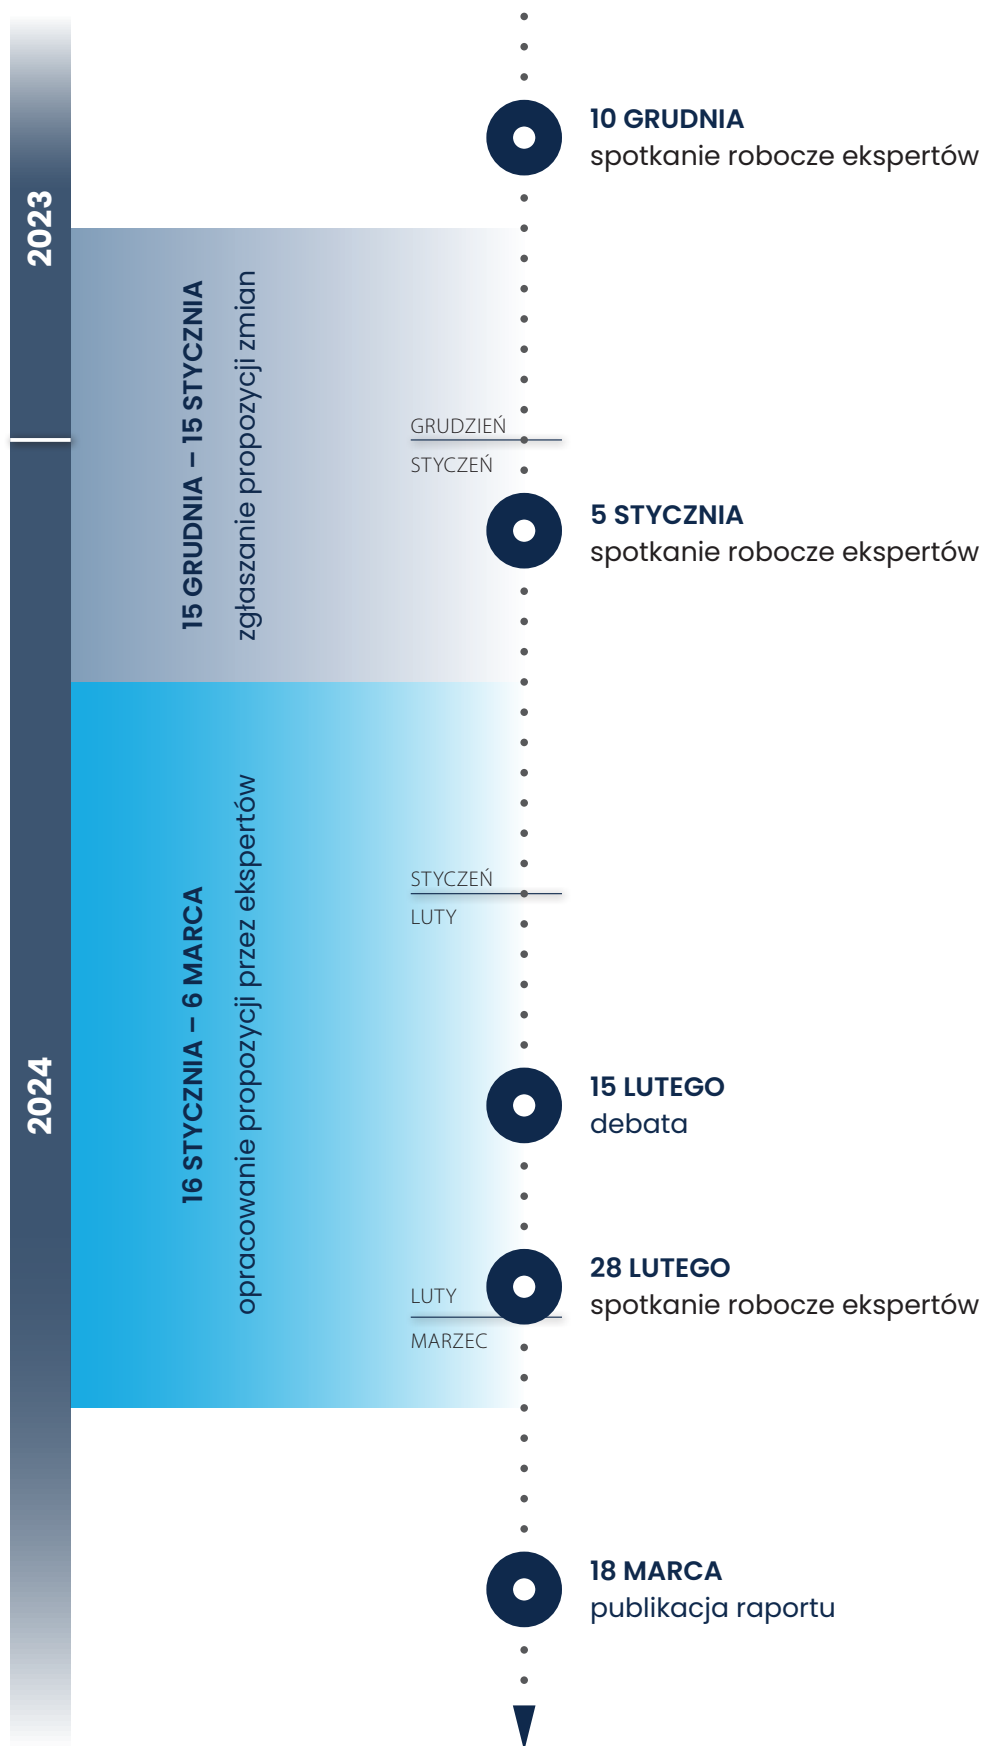 2023
10 GRUDNIA
spotkanie robocze ekspertów
15 GRUDNIA – 15 STYCZNIA
zgłaszanie propozycji zmian
GRUDZIEŃ
STYCZEŃ
5 STYCZNIA
spotkanie robocze ekspertów
2024
16 STYCZNIA – 6 MARCA
opracowanie propozycji przez ekspertów
STYCZEŃ
LUTY
15 LUTEGO
debata
28 LUTEGO
spotkanie robocze ekspertów
LUTY
MARZEC
18 MARCA
publikacja raportu